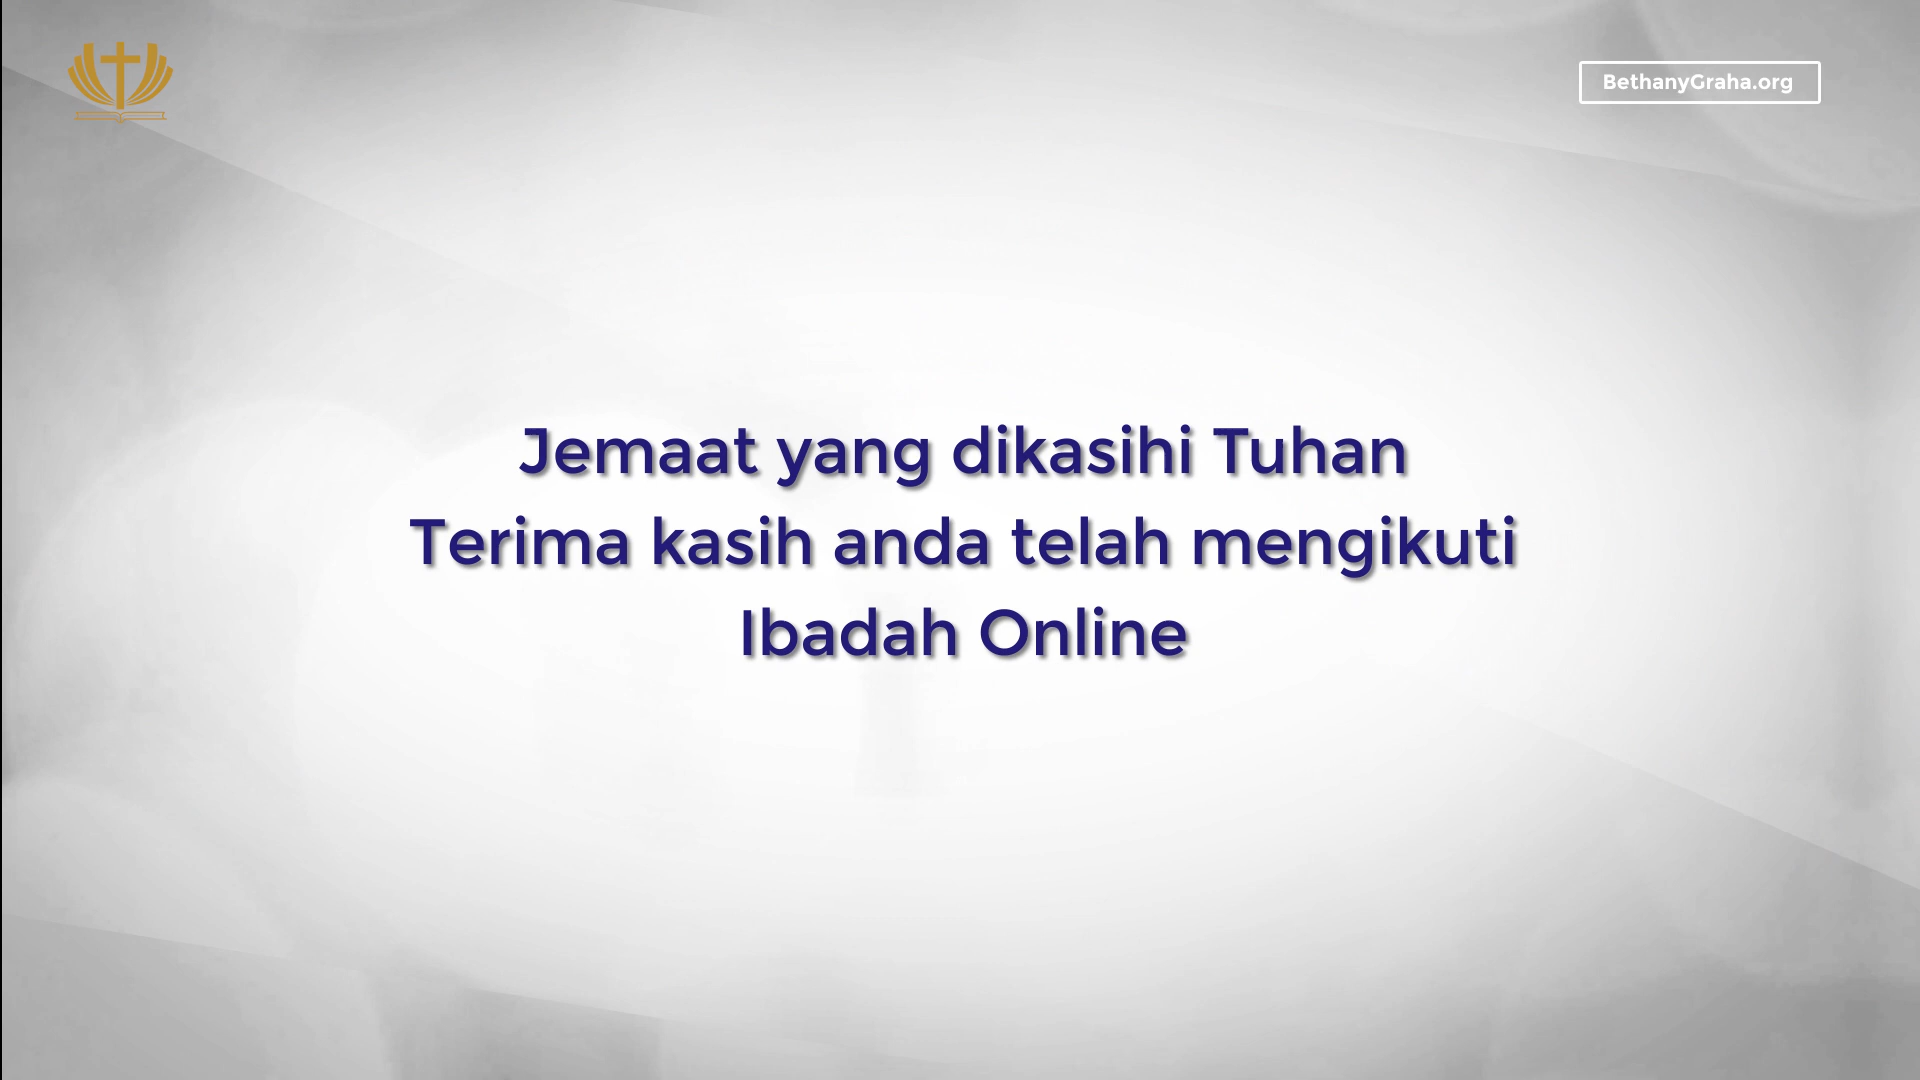 BethanyGraha.org
Jemaat yang dikasihi Tuhan
Terima kasih anda telah mengikuti
Ibadah Online